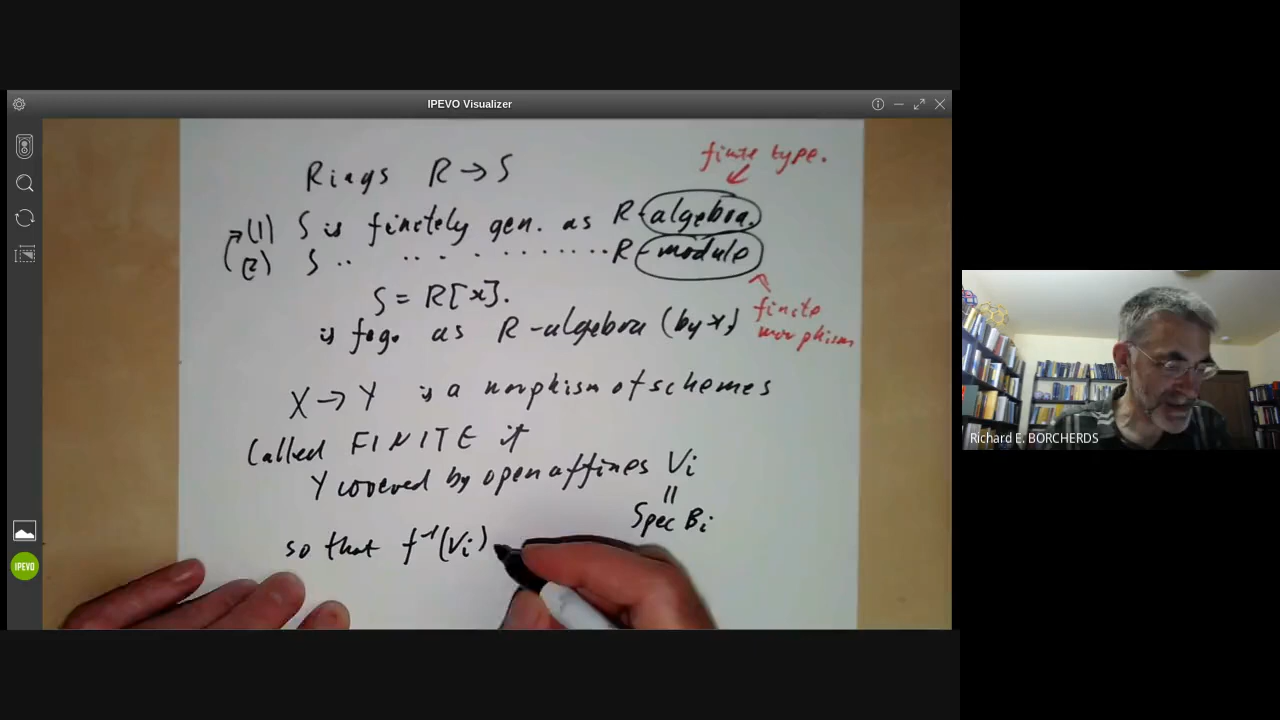 IPEVO Visualizer
finite type.
Rings R → S
(1) S is finitely gen. as R-algebra.
(2) S .. .. . . . . . . . . . R-module
S = R[x].
finite
morphism
is f.g. as R-algebra (by x)
X → Y is a morphism of schemes
Called FINITE if
Y covered by open affines Vi
||
Spec Bi
so that f⁻¹(Vi)
Richard E. BORCHERDS
IPEVO